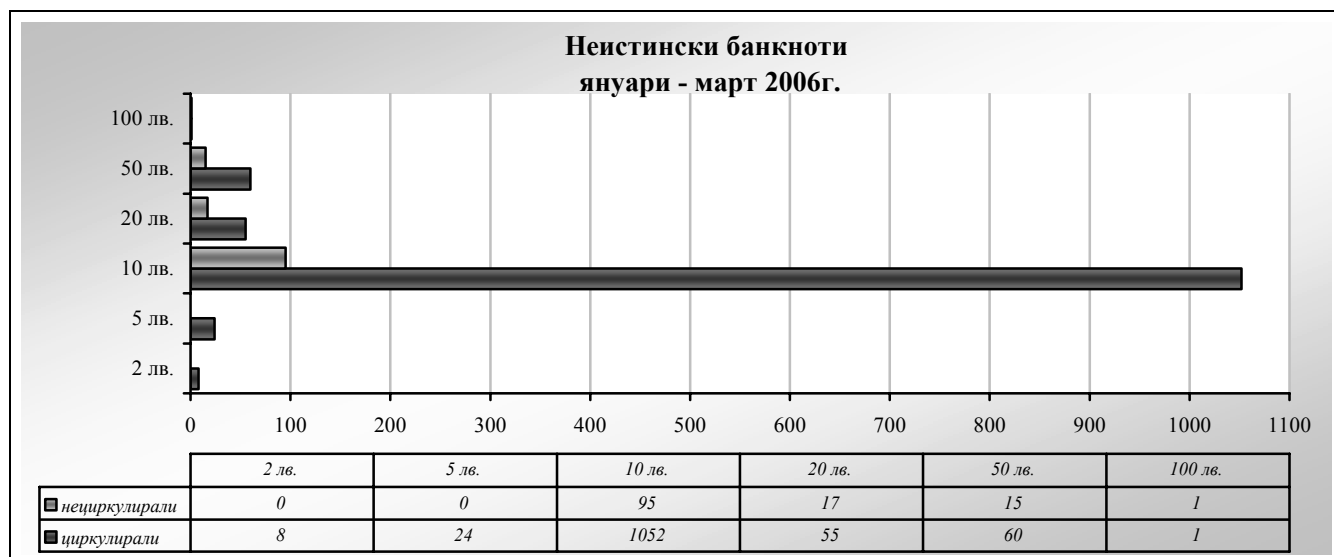 Неистински банкноти
януари - март 2006г.
100 лв.
50 лв.
20 лв.
10 лв.
5 лв.
2 лв.
0 100 200 300 400 500 600 700 800 900 1000 1100
2 лв. 5 лв. 10 лв. 20 лв. 50 лв. 100 лв.
нециркулирали 0 0 95 17 15 1
циркулирали 8 24 1052 55 60 1